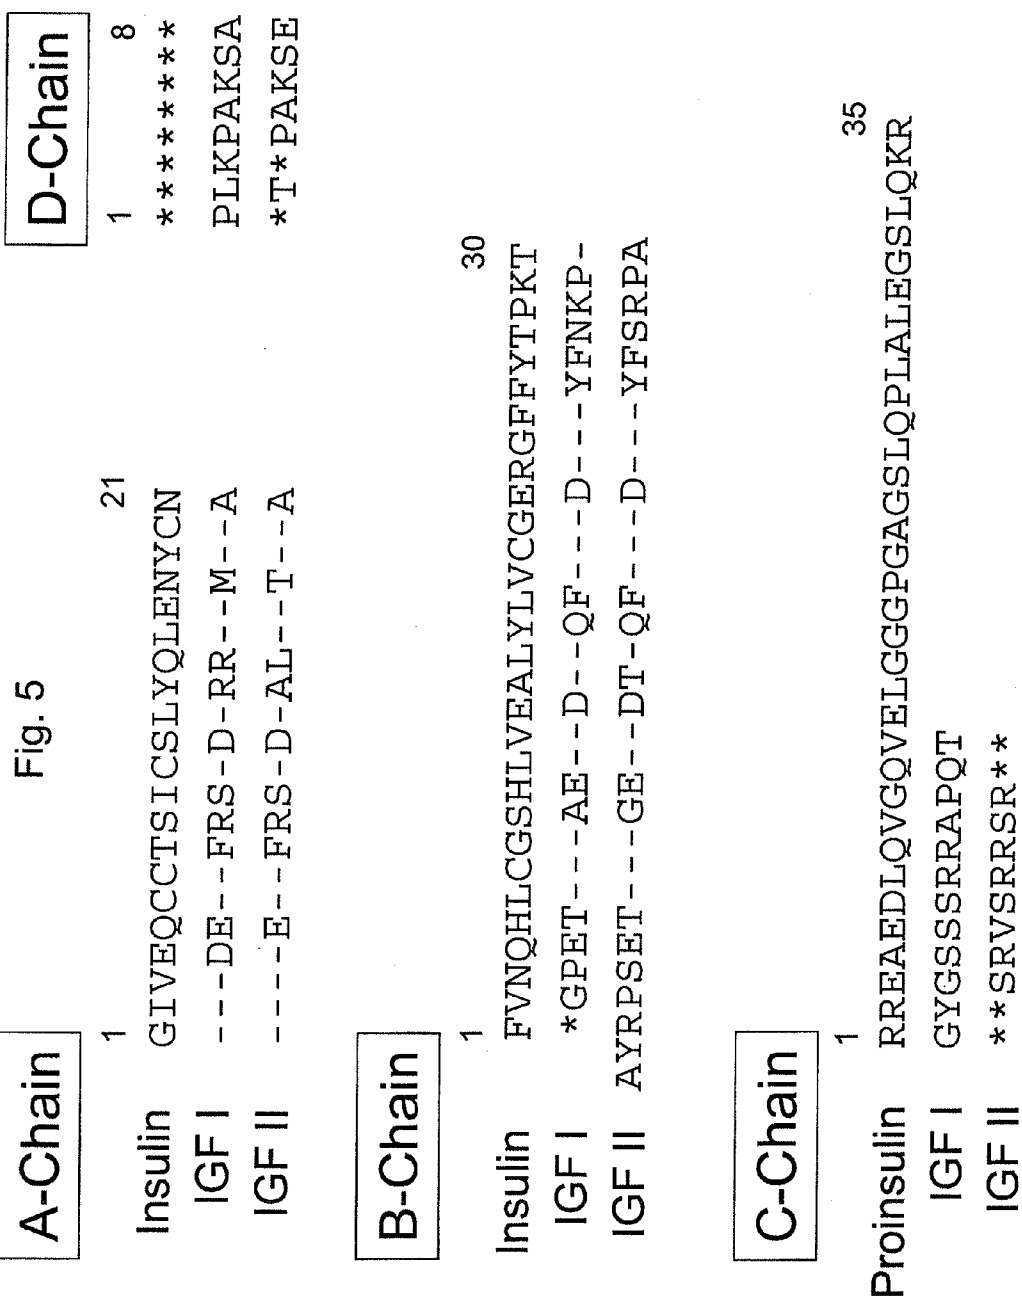 Fig. 5
A-Chain
1 21
Insulin GIVEQCCTSICSLYQLENYCN
IGF I ---DE--FRS-D-RR--M--A
IGF II ----E--FRS-D-AL--T--A
D-Chain
1 8
********
PLKPAKSA
*T*PAKSE
B-Chain
1 30
Insulin FVNQHLCGSHLVEALYLVCGERGFFYTPKT
IGF I *GPET---AE--D--QF---D---YFNKP-
IGF II AYRPSET---GE--DT-QF---D---YFSRPA
C-Chain
1 35
Proinsulin RREAEDLQVGQVELGGGPGAGSLQPLALEGSLQKR
IGF I GYGSSSRRAPQT
IGF II **SRVSRRSR**